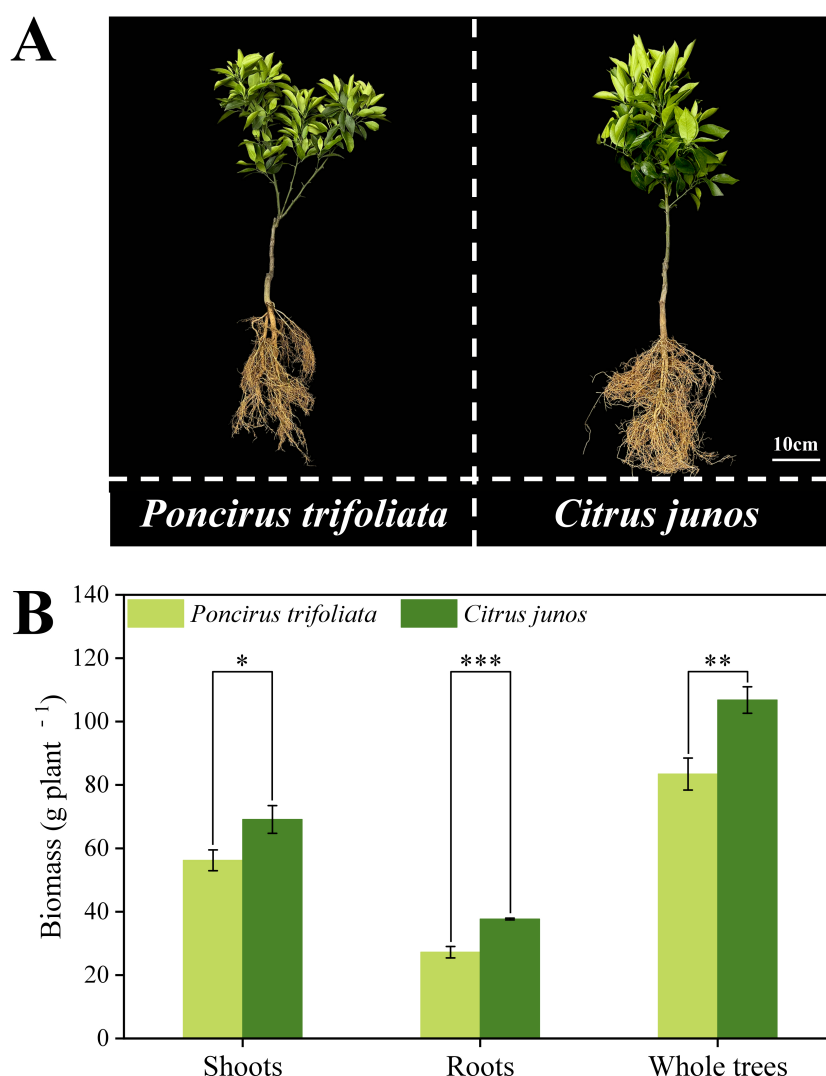 A
10cm
Poncirus trifoliata
Citrus junos
B
Poncirus trifoliata
Citrus junos
Biomass (g plant ⁻¹)
140
120
100
80
60
40
20
0
*
***
**
Shoots
Roots
Whole trees